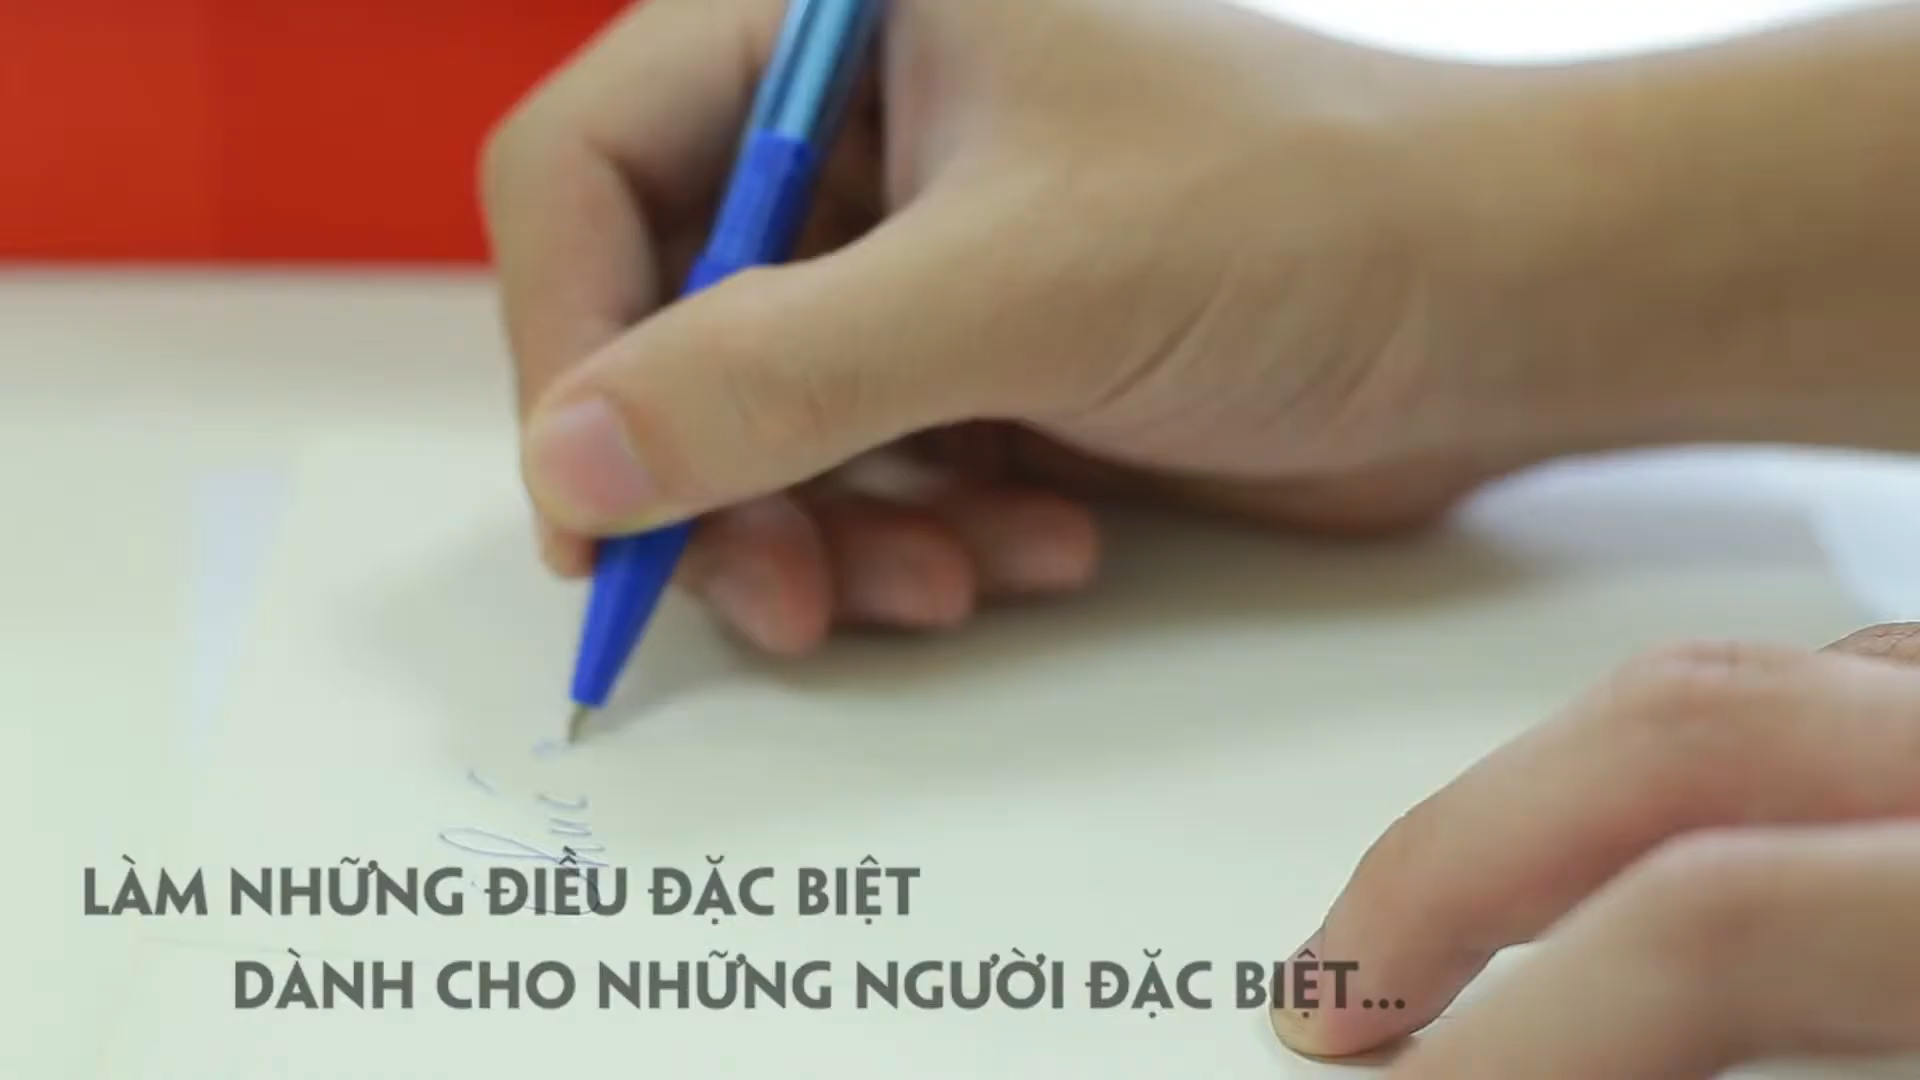 LÀM NHỮNG ĐIỀU ĐẶC BIỆT
DÀNH CHO NHỮNG NGƯỜI ĐẶC BIỆT...